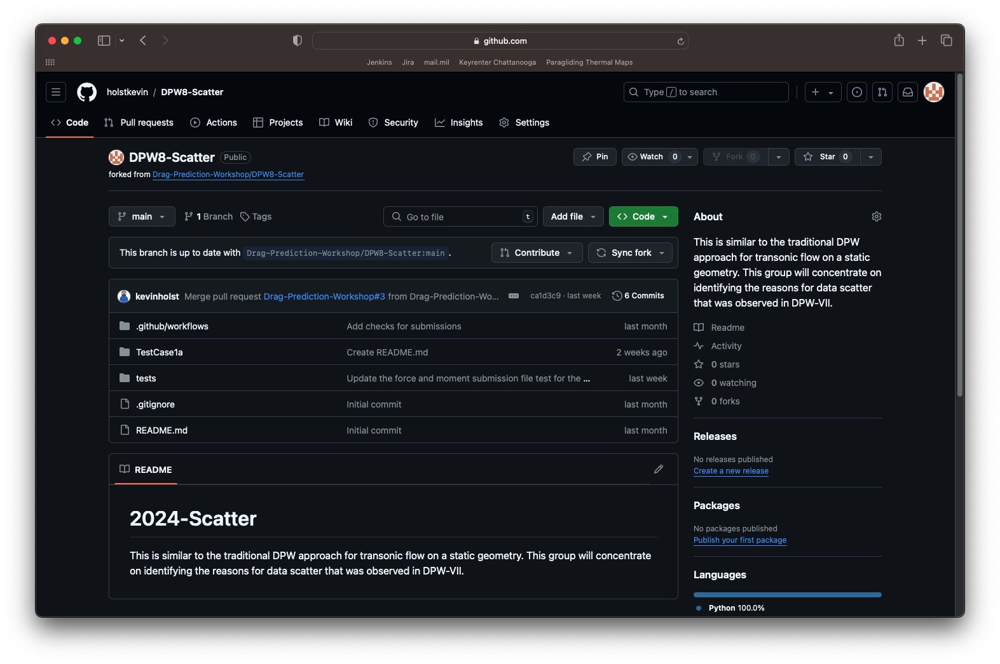 github.com
Jenkins Jira mail.mil Keyrenter Chattanooga Paragliding Thermal Maps
holstkevin / DPW8-Scatter Type / to search
Code Pull requests Actions Projects Wiki Security Insights Settings
DPW8-Scatter Public Pin Watch 0 Fork 0 Star 0
forked from Drag-Prediction-Workshop/DPW8-Scatter
main 1 Branch Tags Go to file t Add file Code
This branch is up to date with Drag-Prediction-Workshop/DPW8-Scatter:main . Contribute Sync fork
kevinholst Merge pull request Drag-Prediction-Workshop#3 from Drag-Prediction-Wo... ca1d3c9 · last week 6 Commits
.github/workflows Add checks for submissions last month
TestCase1a Create README.md 2 weeks ago
tests Update the force and moment submission file test for the ... last week
.gitignore Initial commit last month
README.md Initial commit last month
README
2024-Scatter
This is similar to the traditional DPW approach for transonic flow on a static geometry. This group will concentrate
on identifying the reasons for data scatter that was observed in DPW-VII.
About
This is similar to the traditional DPW
approach for transonic flow on a static
geometry. This group will concentrate on
identifying the reasons for data scatter
that was observed in DPW-VII.
Readme
Activity
0 stars
0 watching
0 forks
Releases
No releases published
Create a new release
Packages
No packages published
Publish your first package
Languages
Python 100.0%